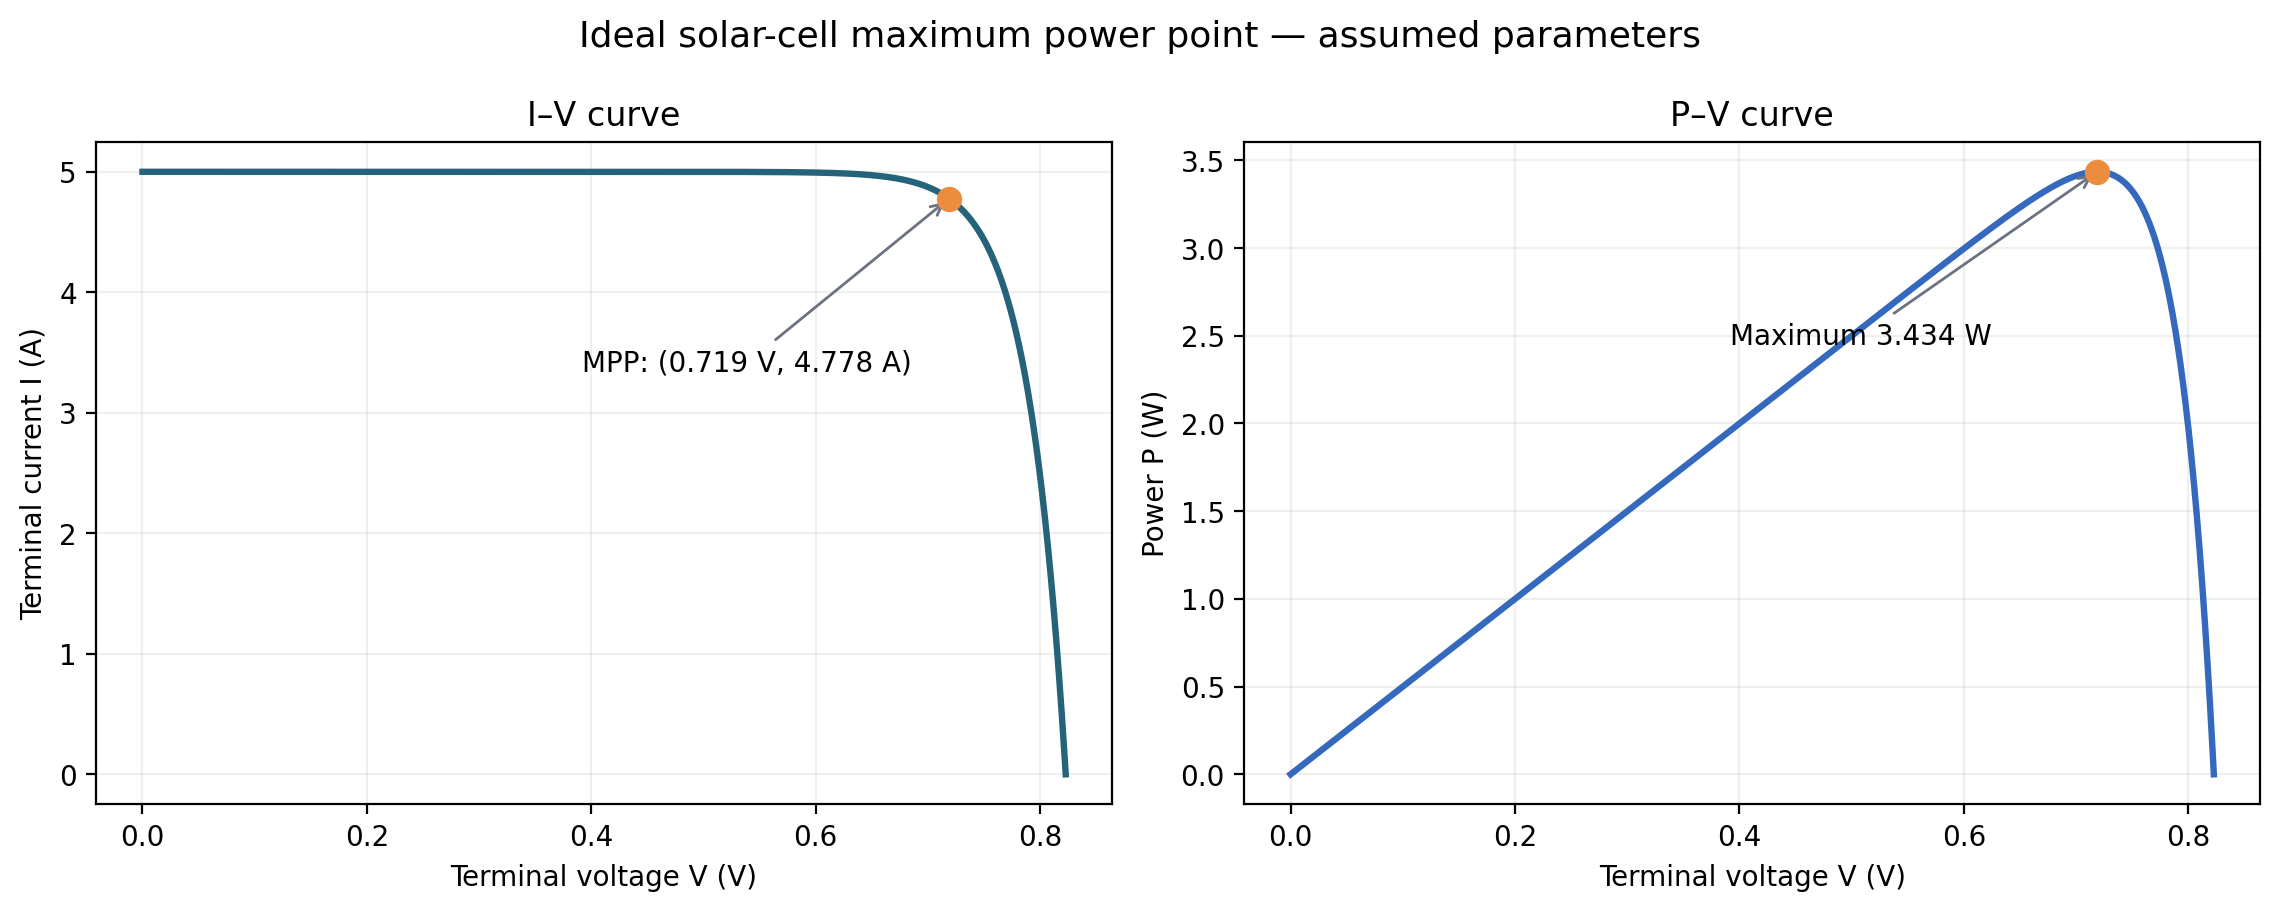 Ideal solar-cell maximum power point — assumed parameters
I–V curve
5
4
3
2
1
0
Terminal current I (A)
MPP: (0.719 V, 4.778 A)
0.0 0.2 0.4 0.6 0.8
Terminal voltage V (V)
P–V curve
3.5
3.0
2.5
2.0
1.5
1.0
0.5
0.0
Power P (W)
Maximum 3.434 W
0.0 0.2 0.4 0.6 0.8
Terminal voltage V (V)